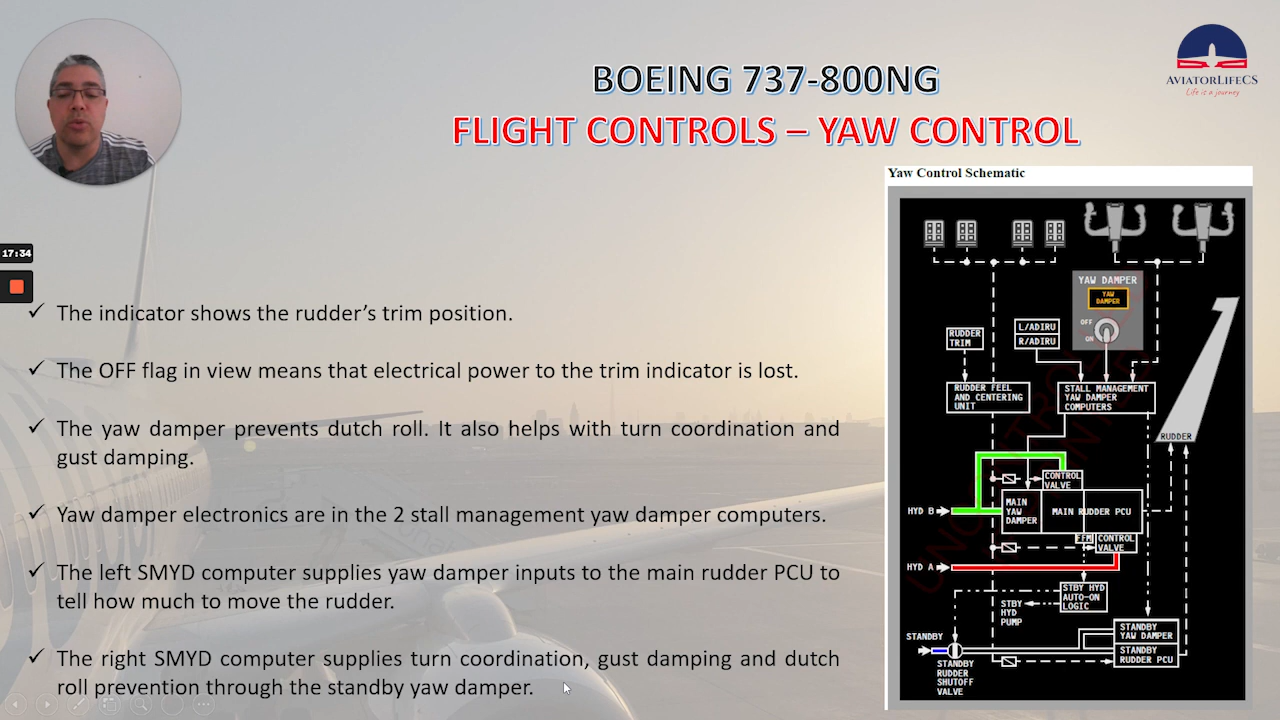 BOEING 737-800NG
FLIGHT CONTROLS – YAW CONTROL
AVIATORLIFECS
Life is a journey
17:34
The indicator shows the rudder's trim position.
The OFF flag in view means that electrical power to the trim indicator is lost.
The yaw damper prevents dutch roll. It also helps with turn coordination and
gust damping.
Yaw damper electronics are in the 2 stall management yaw damper computers.
The left SMYD computer supplies yaw damper inputs to the main rudder PCU to
tell how much to move the rudder.
The right SMYD computer supplies turn coordination, gust damping and dutch
roll prevention through the standby yaw damper.
Yaw Control Schematic
YAW DAMPER
YAW
DAMPER
OFF
ON
RUDDER
TRIM
L/ADIRU
R/ADIRU
RUDDER FEEL
AND CENTERING
UNIT
STALL MANAGEMENT
YAW DAMPER
COMPUTERS
RUDDER
CONTROL
VALVE
HYD B
MAIN
YAW
DAMPER
MAIN RUDDER PCU
FFM
CONTROL
VALVE
HYD A
STBY HYD
AUTO-ON
LOGIC
STBY
HYD
PUMP
STANDBY
YAW DAMPER
STANDBY
RUDDER PCU
STANDBY
STANDBY
RUDDER
SHUTOFF
VALVE